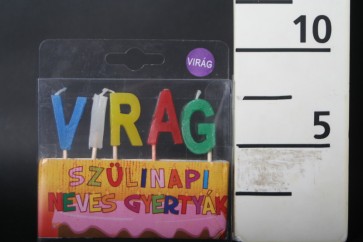 VIRÁG
VIRAG
SZÜLINAPI
NEVES GYERTYÁK
10
5